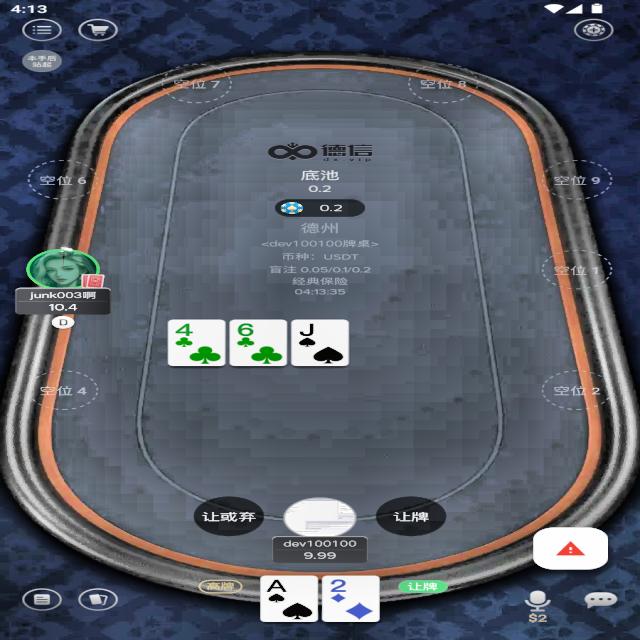 4:13
本手后
站起
空位 7
空位 8
德信
dx.vip
底池
0.2
0.2
空位 6
空位 9
德州
<dev100100牌桌>
币种：USDT
盲注 0.05/0.1/0.2
经典保险
04:13:35
空位 1
junk003啊
10.4
D
4
6
J
空位 4
空位 2
让或弃
让牌
dev100100
9.99
高牌
A
2
让牌
$2